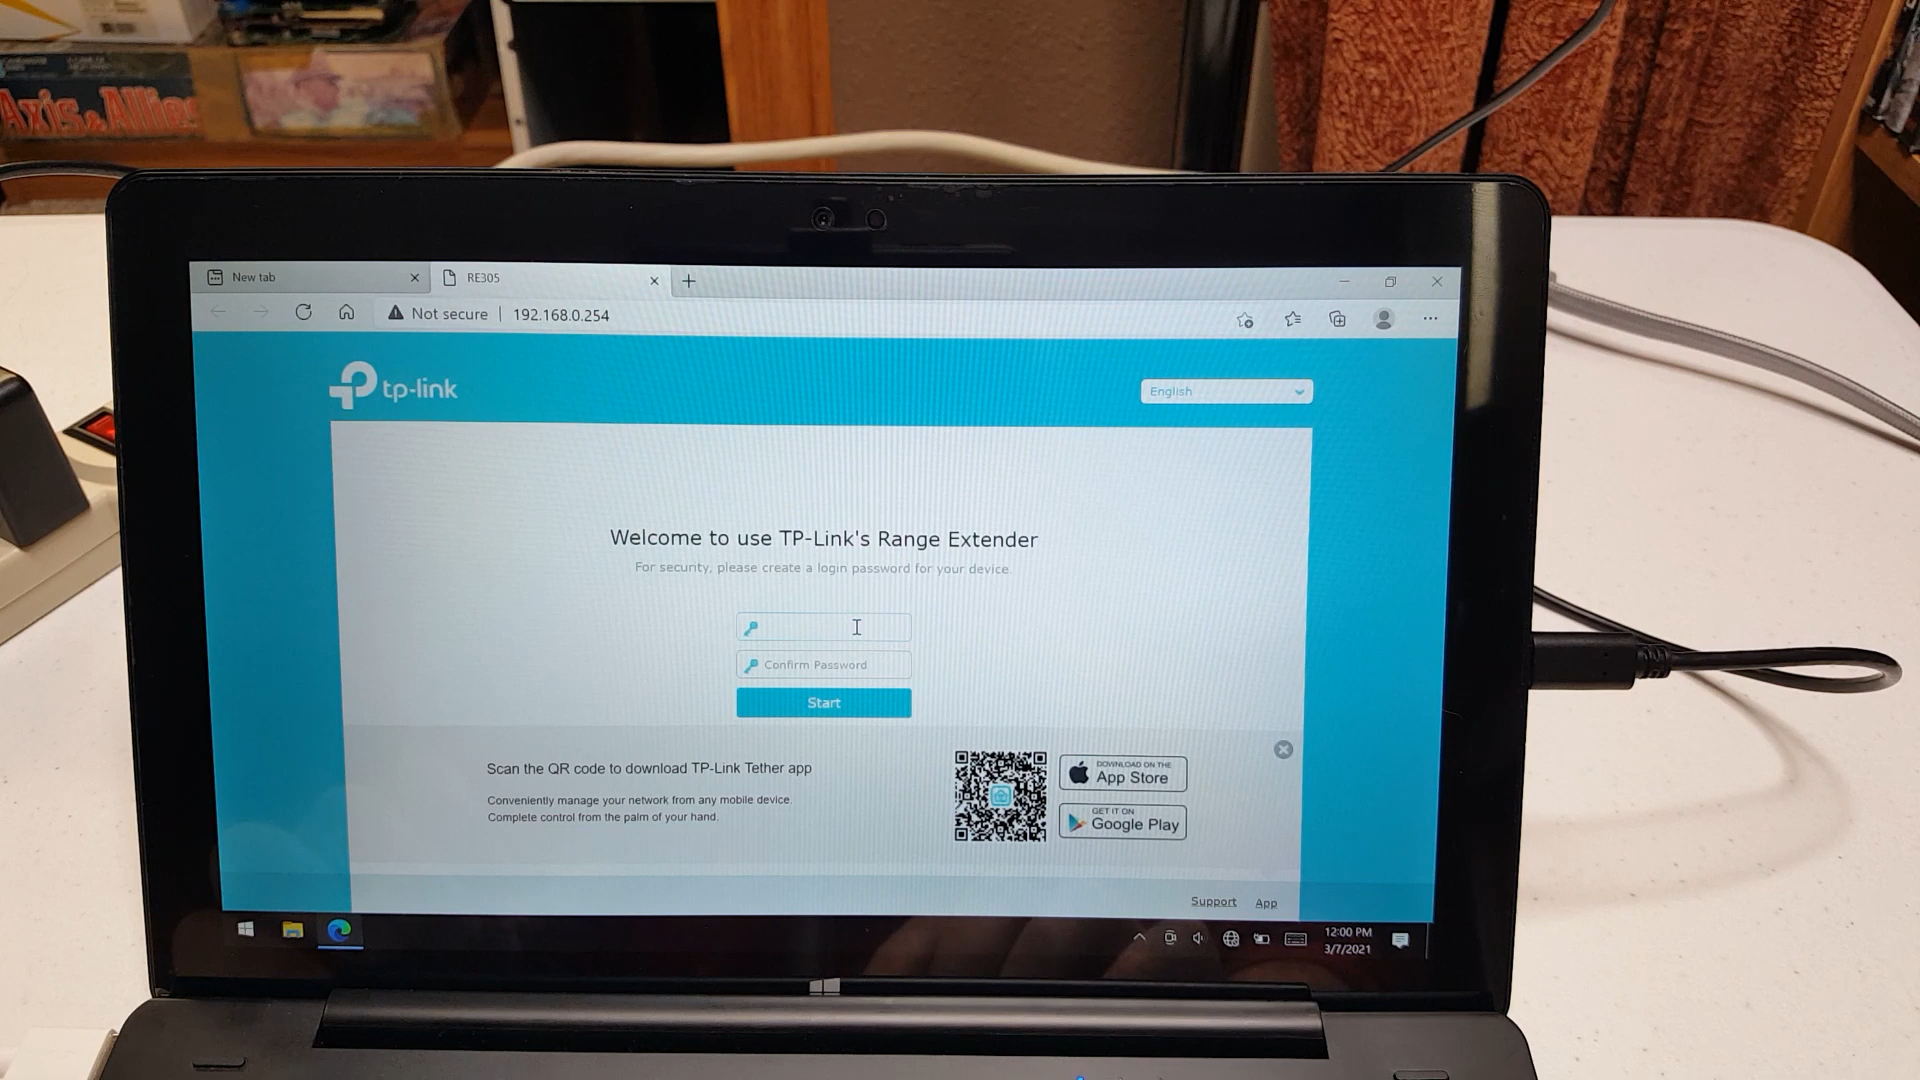 Axis & Allies
New tab
RE305
Not secure
192.168.0.254
tp-link
English
Welcome to use TP-Link's Range Extender
For security, please create a login password for your device.
Confirm Password
Start
Scan the QR code to download TP-Link Tether app
Conveniently manage your network from any mobile device.
Complete control from the palm of your hand.
DOWNLOAD ON THE
App Store
GET IT ON
Google Play
Support
App
12:00 PM
3/7/2021